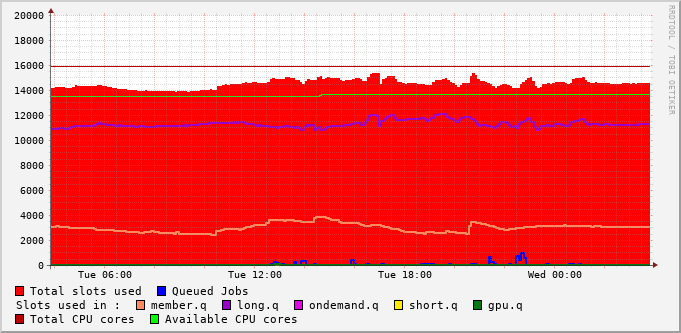 RRDTOOL / TOBI OETIKER
20000
18000
16000
14000
12000
10000
8000
6000
4000
2000
0
Tue 06:00 Tue 12:00 Tue 18:00 Wed 00:00
Total slots used Queued Jobs
Slots used in : member.q long.q ondemand.q short.q gpu.q
Total CPU cores Available CPU cores